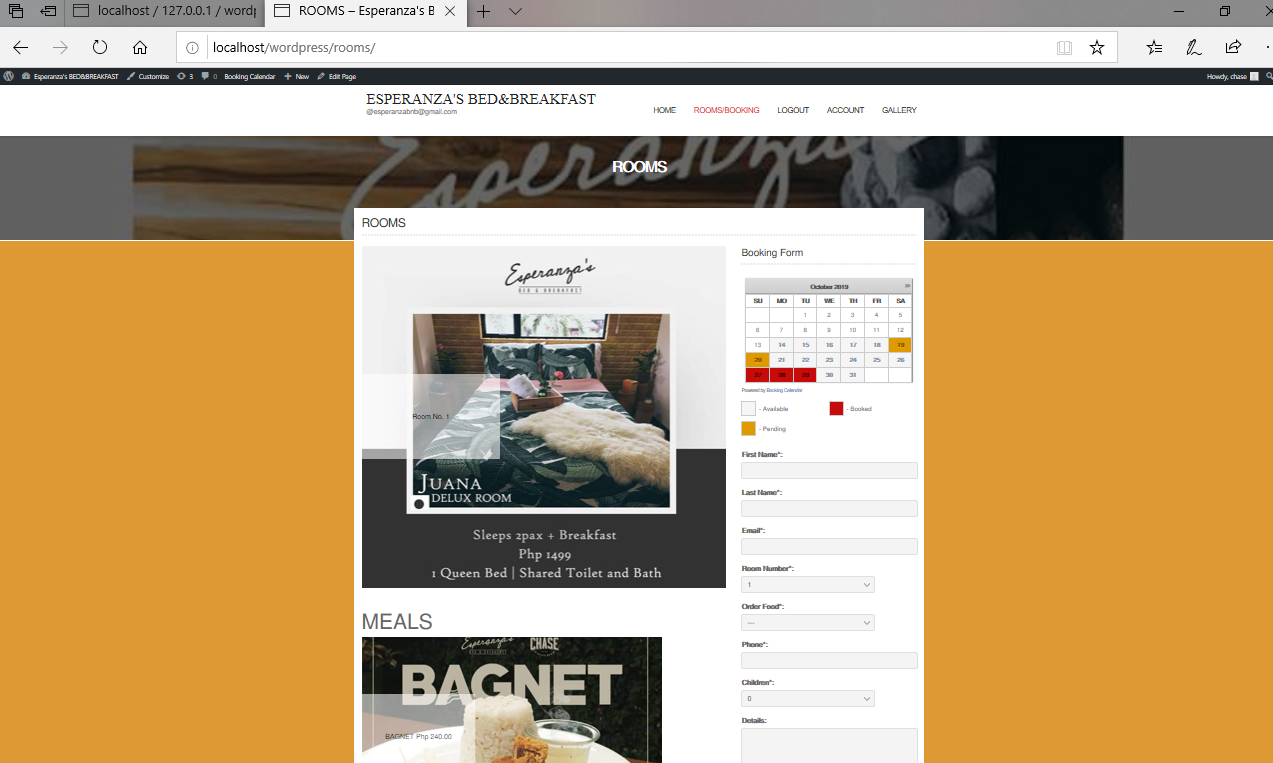 localhost / 127.0.0.1 / wordp
ROOMS – Esperanza's B
localhost/wordpress/rooms/
Esperanza's BED&BREAKFAST Customize 3 0 Booking Calendar New Edit Page Howdy, chase
ESPERANZA'S BED&BREAKFAST
@esperanzabnb@gmail.com
HOME ROOMS/BOOKING LOGOUT ACCOUNT GALLERY
Esperanza's
ROOMS
ROOMS
Esperanza's
BED & BREAKFAST
Room No. 1
JUANA
DELUX ROOM
Sleeps 2pax + Breakfast
Php 1499
1 Queen Bed | Shared Toilet and Bath
MEALS
Esperanza's
BED & BREAKFAST
CHASE
BAGNET
BAGNET Php 240.00
Booking Form
October 2019 »
SU MO TU WE TH FR SA
1 2 3 4 5
6 7 8 9 10 11 12
13 14 15 16 17 18 19
20 21 22 23 24 25 26
27 28 29 30 31
Powered by Booking Calendar
- Available - Booked
- Pending
First Name*:
Last Name*:
Email*:
Room Number*:
1
Order Food*:
---
Phone*:
Children*:
0
Details: